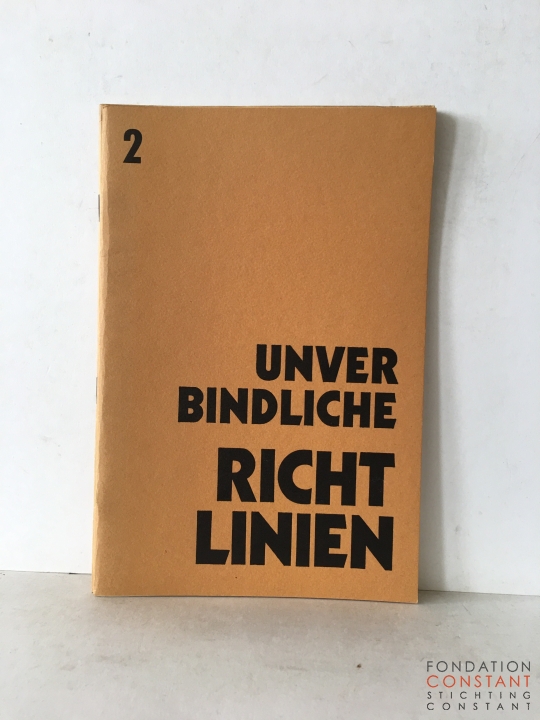 2
UNVER
BINDLICHE
RICHT
LINIEN
FONDATION
CONSTANT
STICHTING
CONSTANT